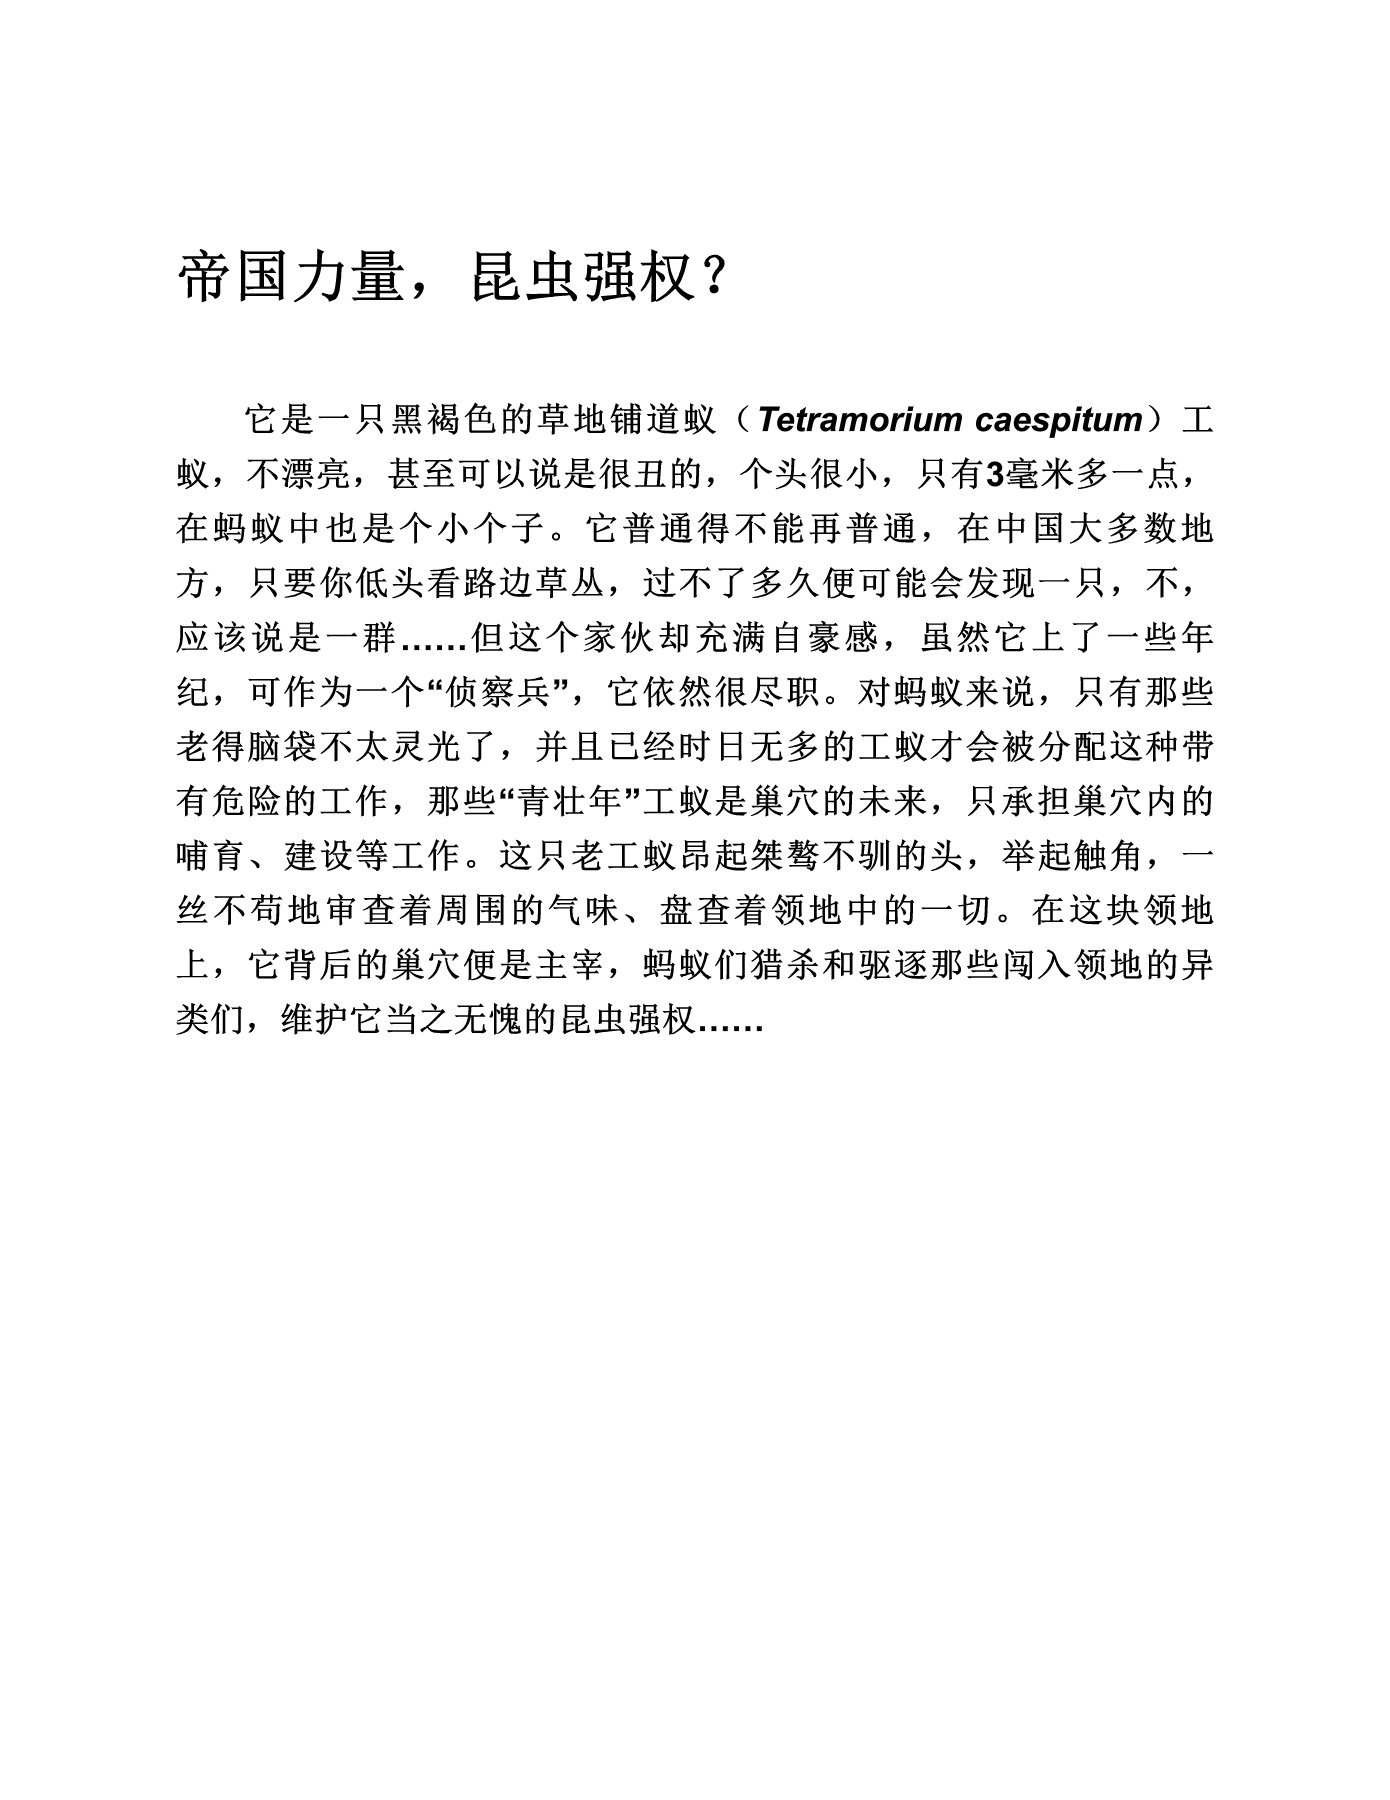 帝国力量，昆虫强权？
它是一只黑褐色的草地铺道蚁（Tetramorium caespitum）工
蚁，不漂亮，甚至可以说是很丑的，个头很小，只有3毫米多一点，
在蚂蚁中也是个小个子。它普通得不能再普通，在中国大多数地
方，只要你低头看路边草丛，过不了多久便可能会发现一只，不，
应该说是一群……但这个家伙却充满自豪感，虽然它上了一些年
纪，可作为一个“侦察兵”，它依然很尽职。对蚂蚁来说，只有那些
老得脑袋不太灵光了，并且已经时日无多的工蚁才会被分配这种带
有危险的工作，那些“青壮年”工蚁是巢穴的未来，只承担巢穴内的
哺育、建设等工作。这只老工蚁昂起桀骜不驯的头，举起触角，一
丝不苟地审查着周围的气味、盘查着领地中的一切。在这块领地
上，它背后的巢穴便是主宰，蚂蚁们猎杀和驱逐那些闯入领地的异
类们，维护它当之无愧的昆虫强权……